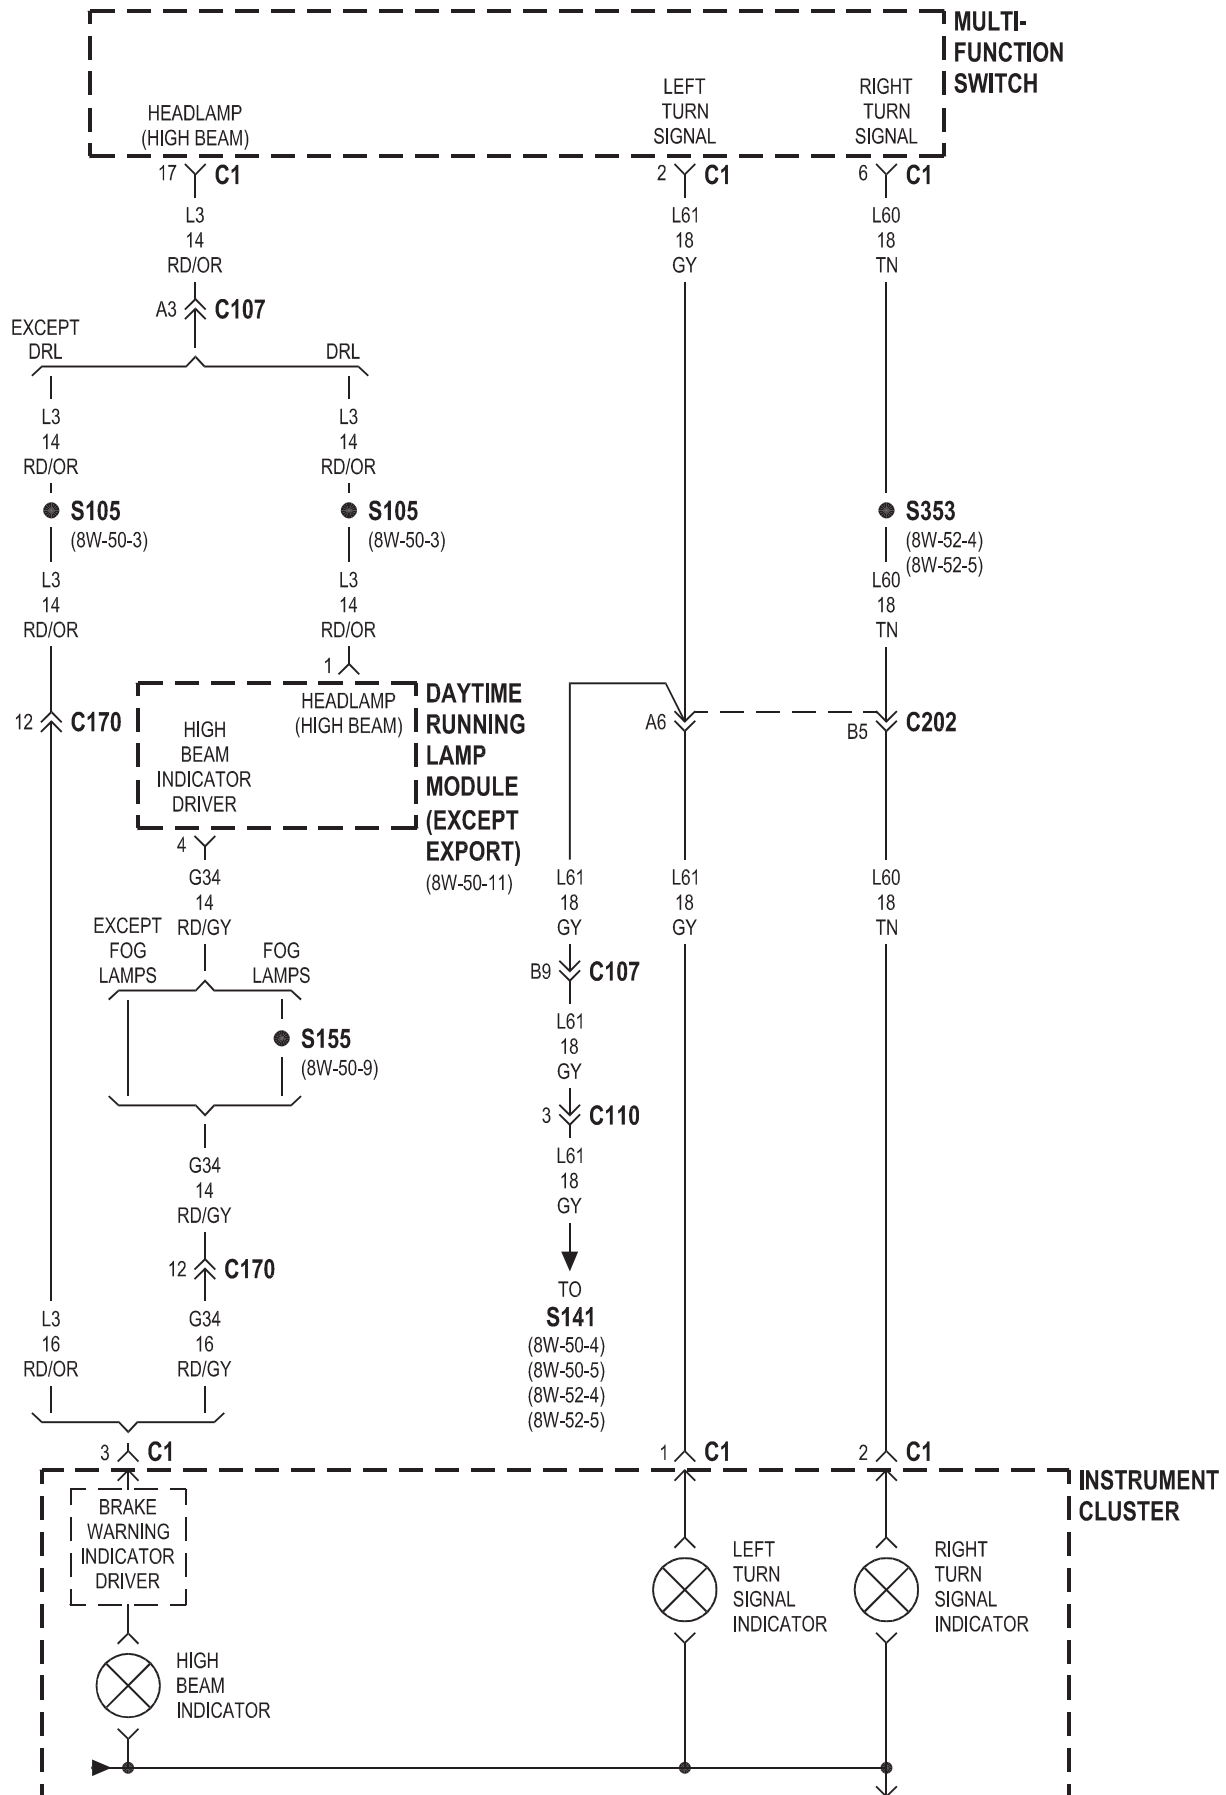 MULTI-
FUNCTION
SWITCH
HEADLAMP
(HIGH BEAM)
LEFT
TURN
SIGNAL
RIGHT
TURN
SIGNAL
17 C1
2 C1
6 C1
L3
14
RD/OR
L61
18
GY
L60
18
TN
A3 C107
EXCEPT
DRL
DRL
L3
14
RD/OR
L3
14
RD/OR
S105
(8W-50-3)
S105
(8W-50-3)
S353
(8W-52-4)
(8W-52-5)
L3
14
RD/OR
L3
14
RD/OR
L60
18
TN
1
12 C170
HEADLAMP
(HIGH BEAM)
HIGH
BEAM
INDICATOR
DRIVER
DAYTIME
RUNNING
LAMP
MODULE
(EXCEPT
EXPORT)
(8W-50-11)
A6
B5
C202
4
G34
14
RD/GY
L61
18
GY
L61
18
GY
L60
18
TN
EXCEPT
FOG
LAMPS
FOG
LAMPS
B9 C107
S155
(8W-50-9)
L61
18
GY
3 C110
G34
14
RD/GY
L61
18
GY
12 C170
TO
S141
(8W-50-4)
(8W-50-5)
(8W-52-4)
(8W-52-5)
L3
16
RD/OR
G34
16
RD/GY
3 C1
1 C1
2 C1
INSTRUMENT
CLUSTER
BRAKE
WARNING
INDICATOR
DRIVER
LEFT
TURN
SIGNAL
INDICATOR
RIGHT
TURN
SIGNAL
INDICATOR
HIGH
BEAM
INDICATOR